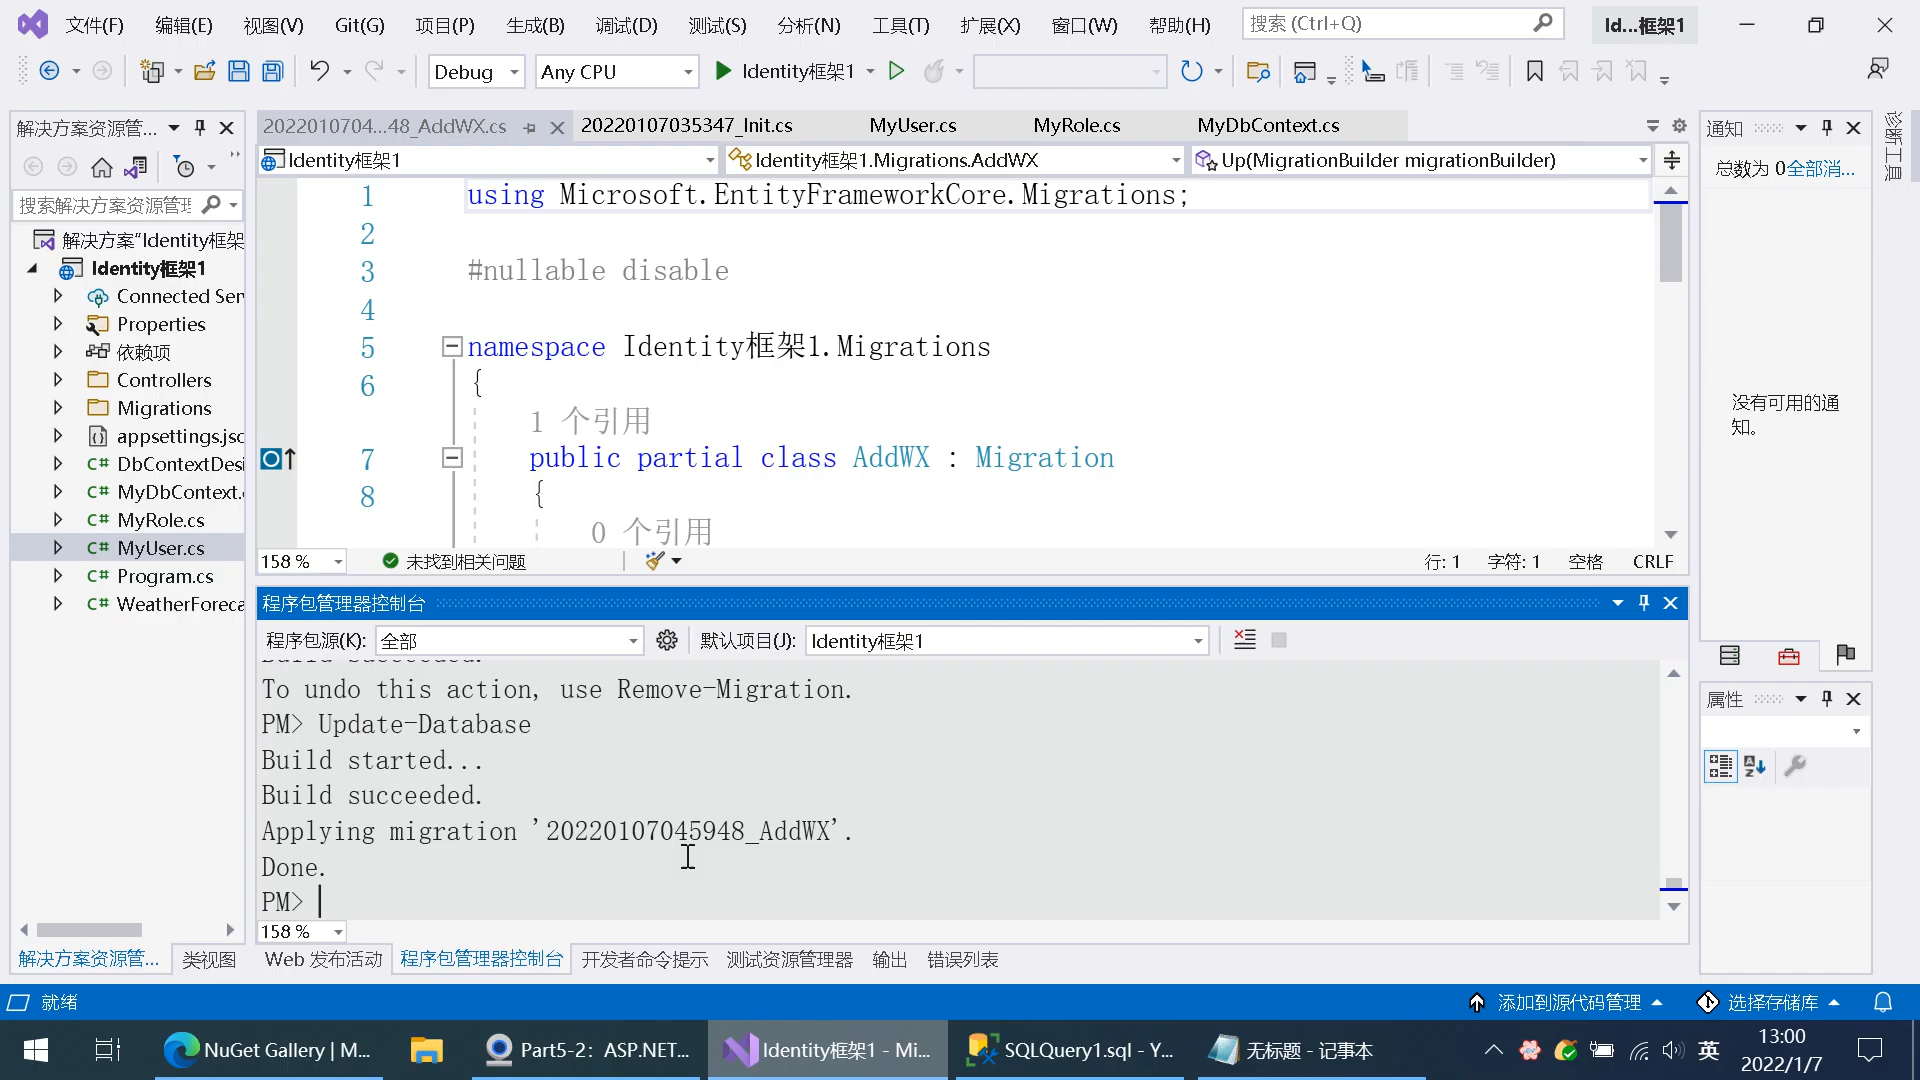 文件(F) 编辑(E) 视图(V) Git(G) 项目(P) 生成(B) 调试(D) 测试(S) 分析(N) 工具(T) 扩展(X) 窗口(W) 帮助(H) 搜索 (Ctrl+Q) Id...框架1
Debug Any CPU Identity框架1
解决方案资源管...
搜索解决方案资源管理
解决方案"Identity框架
Identity框架1
Connected Ser
Properties
依赖项
Controllers
Migrations
appsettings.jsc
DbContextDesi
MyDbContext.
MyRole.cs
MyUser.cs
Program.cs
WeatherForeca
解决方案资源管... 类视图
2022010704...48_AddWX.cs 20220107035347_Init.cs MyUser.cs MyRole.cs MyDbContext.cs
Identity框架1 Identity框架1.Migrations.AddWX Up(MigrationBuilder migrationBuilder)
1 using Microsoft.EntityFrameworkCore.Migrations;
2
3 #nullable disable
4
5 namespace Identity框架1.Migrations
6 {
1 个引用
7 public partial class AddWX : Migration
8 {
0 个引用
158 % 未找到相关问题 行: 1 字符: 1 空格 CRLF
程序包管理器控制台
程序包源(K): 全部 默认项目(J): Identity框架1
Build succeeded.
To undo this action, use Remove-Migration.
PM> Update-Database
Build started...
Build succeeded.
Applying migration '20220107045948_AddWX'.
Done.
PM>
158 %
Web 发布活动 程序包管理器控制台 开发者命令提示 测试资源管理器 输出 错误列表
通知
总数为 0 全部消...
没有可用的通
知。
属性
诊断工具
就绪 添加到源代码管理 选择存储库
NuGet Gallery | M... Part5-2：ASP.NET... Identity框架1 - Mi... SQLQuery1.sql - Y... 无标题 - 记事本 英 13:00
2022/1/7